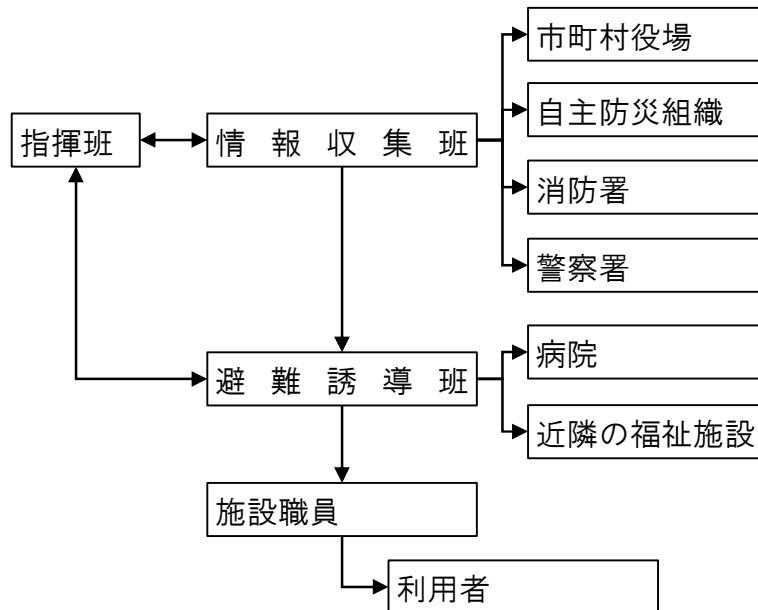 市町村役場
自主防災組織
指揮班
情報収集班
消防署
警察署
病院
避難誘導班
近隣の福祉施設
施設職員
利用者